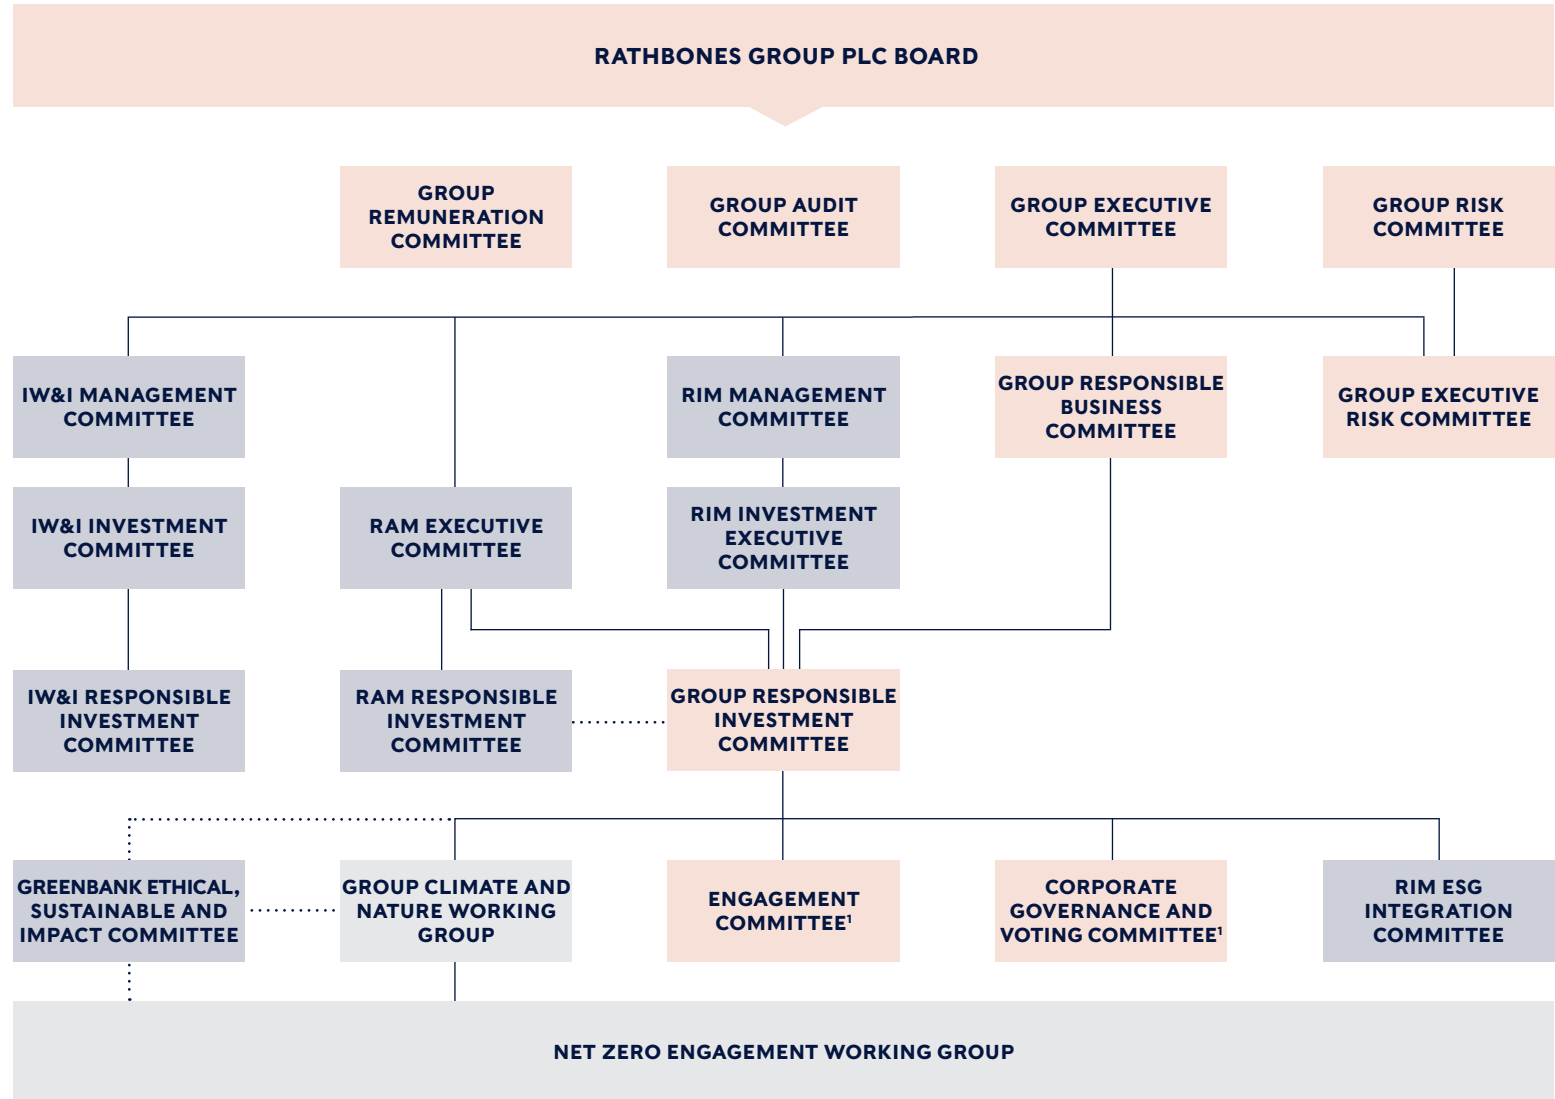 RATHBONES GROUP PLC BOARD
GROUP
REMUNERATION
COMMITTEE
GROUP AUDIT
COMMITTEE
GROUP EXECUTIVE
COMMITTEE
GROUP RISK
COMMITTEE
IW&I MANAGEMENT
COMMITTEE
RIM MANAGEMENT
COMMITTEE
GROUP RESPONSIBLE
BUSINESS
COMMITTEE
GROUP EXECUTIVE
RISK COMMITTEE
IW&I INVESTMENT
COMMITTEE
RAM EXECUTIVE
COMMITTEE
RIM INVESTMENT
EXECUTIVE
COMMITTEE
IW&I RESPONSIBLE
INVESTMENT
COMMITTEE
RAM RESPONSIBLE
INVESTMENT
COMMITTEE
GROUP RESPONSIBLE
INVESTMENT
COMMITTEE
GREENBANK ETHICAL,
SUSTAINABLE AND
IMPACT COMMITTEE
GROUP CLIMATE AND
NATURE WORKING
GROUP
ENGAGEMENT
COMMITTEE¹
CORPORATE
GOVERNANCE AND
VOTING COMMITTEE¹
RIM ESG
INTEGRATION
COMMITTEE
NET ZERO ENGAGEMENT WORKING GROUP